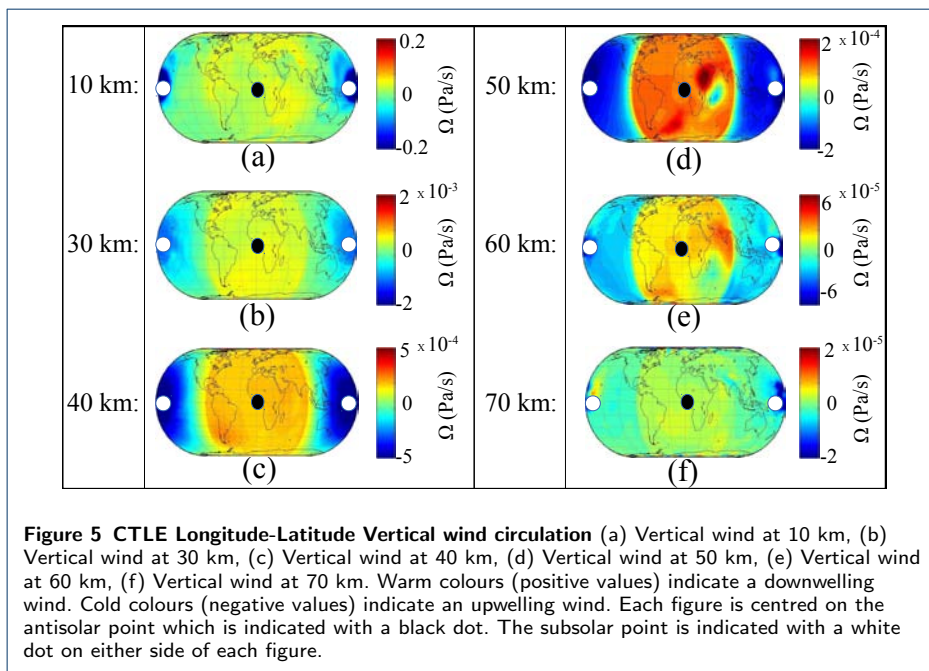 10 km:
0.2
0
-0.2
Ω (Pa/s)
(a)
30 km:
2 x 10-3
0
-2
Ω (Pa/s)
(b)
40 km:
5 x 10-4
0
-5
Ω (Pa/s)
(c)
50 km:
2 x 10-4
0
-2
Ω (Pa/s)
(d)
60 km:
6 x 10-5
0
-6
Ω (Pa/s)
(e)
70 km:
2 x 10-5
0
-2
Ω (Pa/s)
(f)
Figure 5 CTLE Longitude-Latitude Vertical wind circulation (a) Vertical wind at 10 km, (b)
Vertical wind at 30 km, (c) Vertical wind at 40 km, (d) Vertical wind at 50 km, (e) Vertical wind
at 60 km, (f) Vertical wind at 70 km. Warm colours (positive values) indicate a downwelling
wind. Cold colours (negative values) indicate an upwelling wind. Each figure is centred on the
antisolar point which is indicated with a black dot. The subsolar point is indicated with a white
dot on either side of each figure.